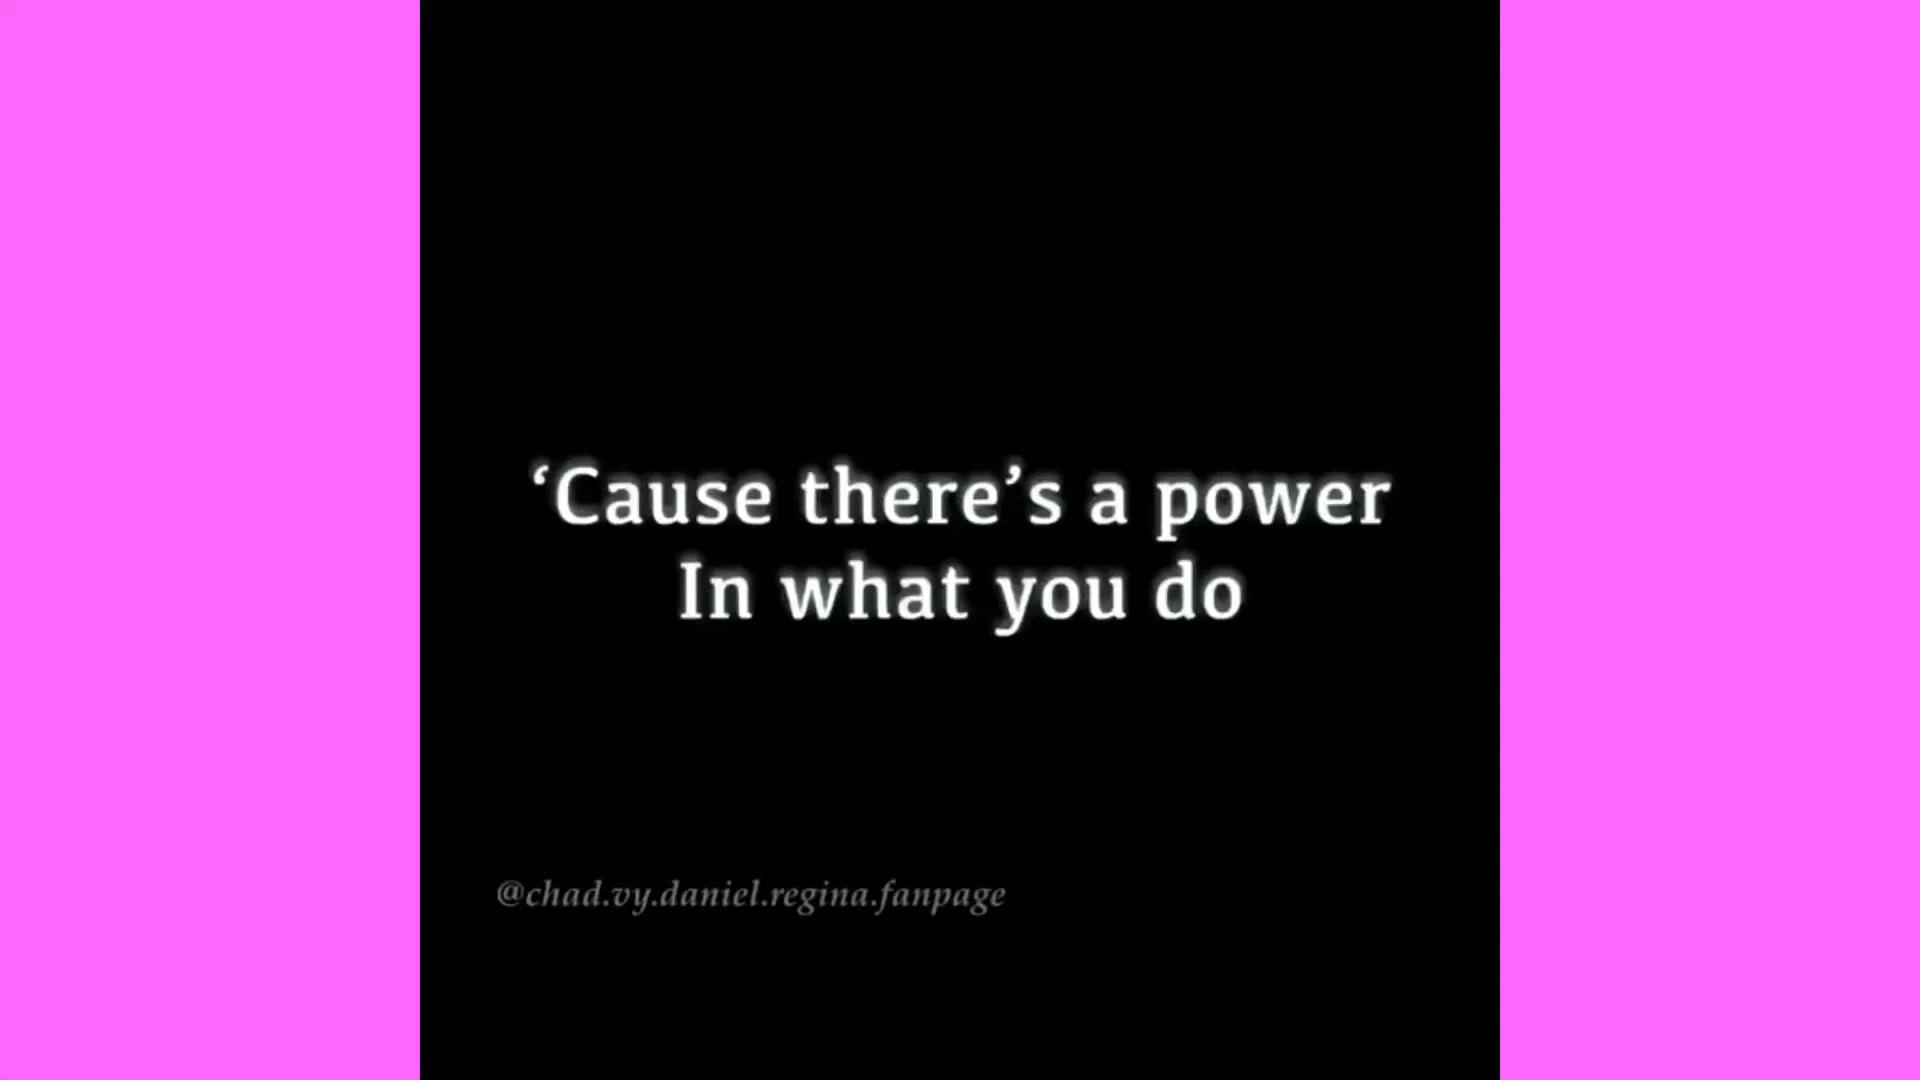 ‘Cause there’s a power
In what you do
@chad.vy.daniel.regina.fanpage